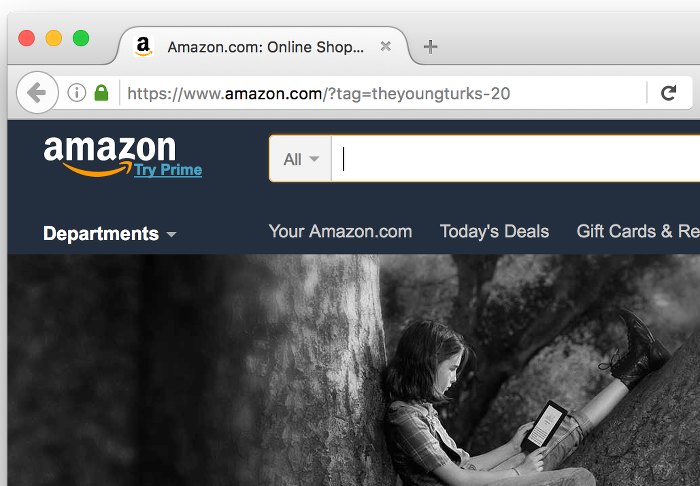 Amazon.com: Online Shop...
https://www.amazon.com/?tag=theyoungturks-20
amazon
Try Prime
All
Departments
Your Amazon.com
Today's Deals
Gift Cards & Re